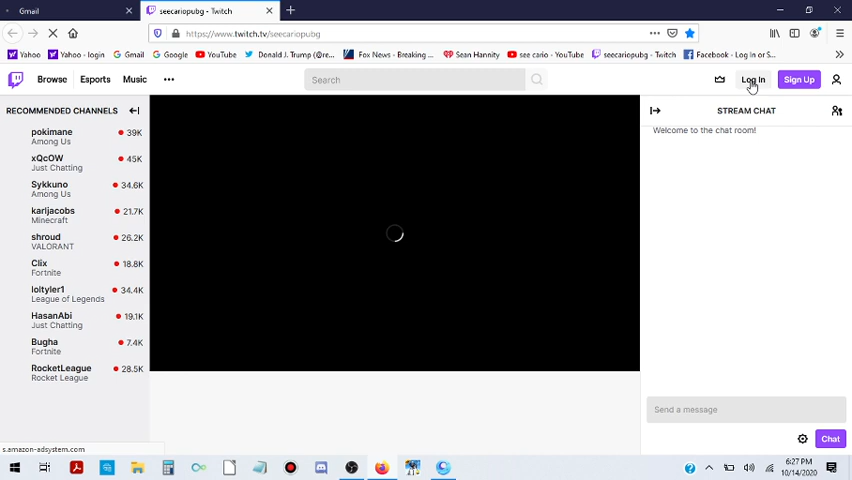 Gmail
seecariopubg - Twitch
https://www.twitch.tv/seecariopubg
Yahoo
Yahoo - login
Gmail
Google
YouTube
Donald J. Trump (@re...
Fox News - Breaking ...
Sean Hannity
see cario - YouTube
seecariopubg - Twitch
Facebook - Log In or S...
Browse
Esports
Music
Search
Log In
Sign Up
RECOMMENDED CHANNELS
STREAM CHAT
Welcome to the chat room!
pokimane
39K
Among Us
xQcOW
45K
Just Chatting
Sykkuno
34.6K
Among Us
karljacobs
21.7K
Minecraft
shroud
26.2K
VALORANT
Clix
18.8K
Fortnite
loltyler1
34.4K
League of Legends
HasanAbi
19.1K
Just Chatting
Bugha
7.4K
Fortnite
RocketLeague
28.5K
Rocket League
Send a message
Chat
s.amazon-adsystem.com
6:27 PM
10/14/2020